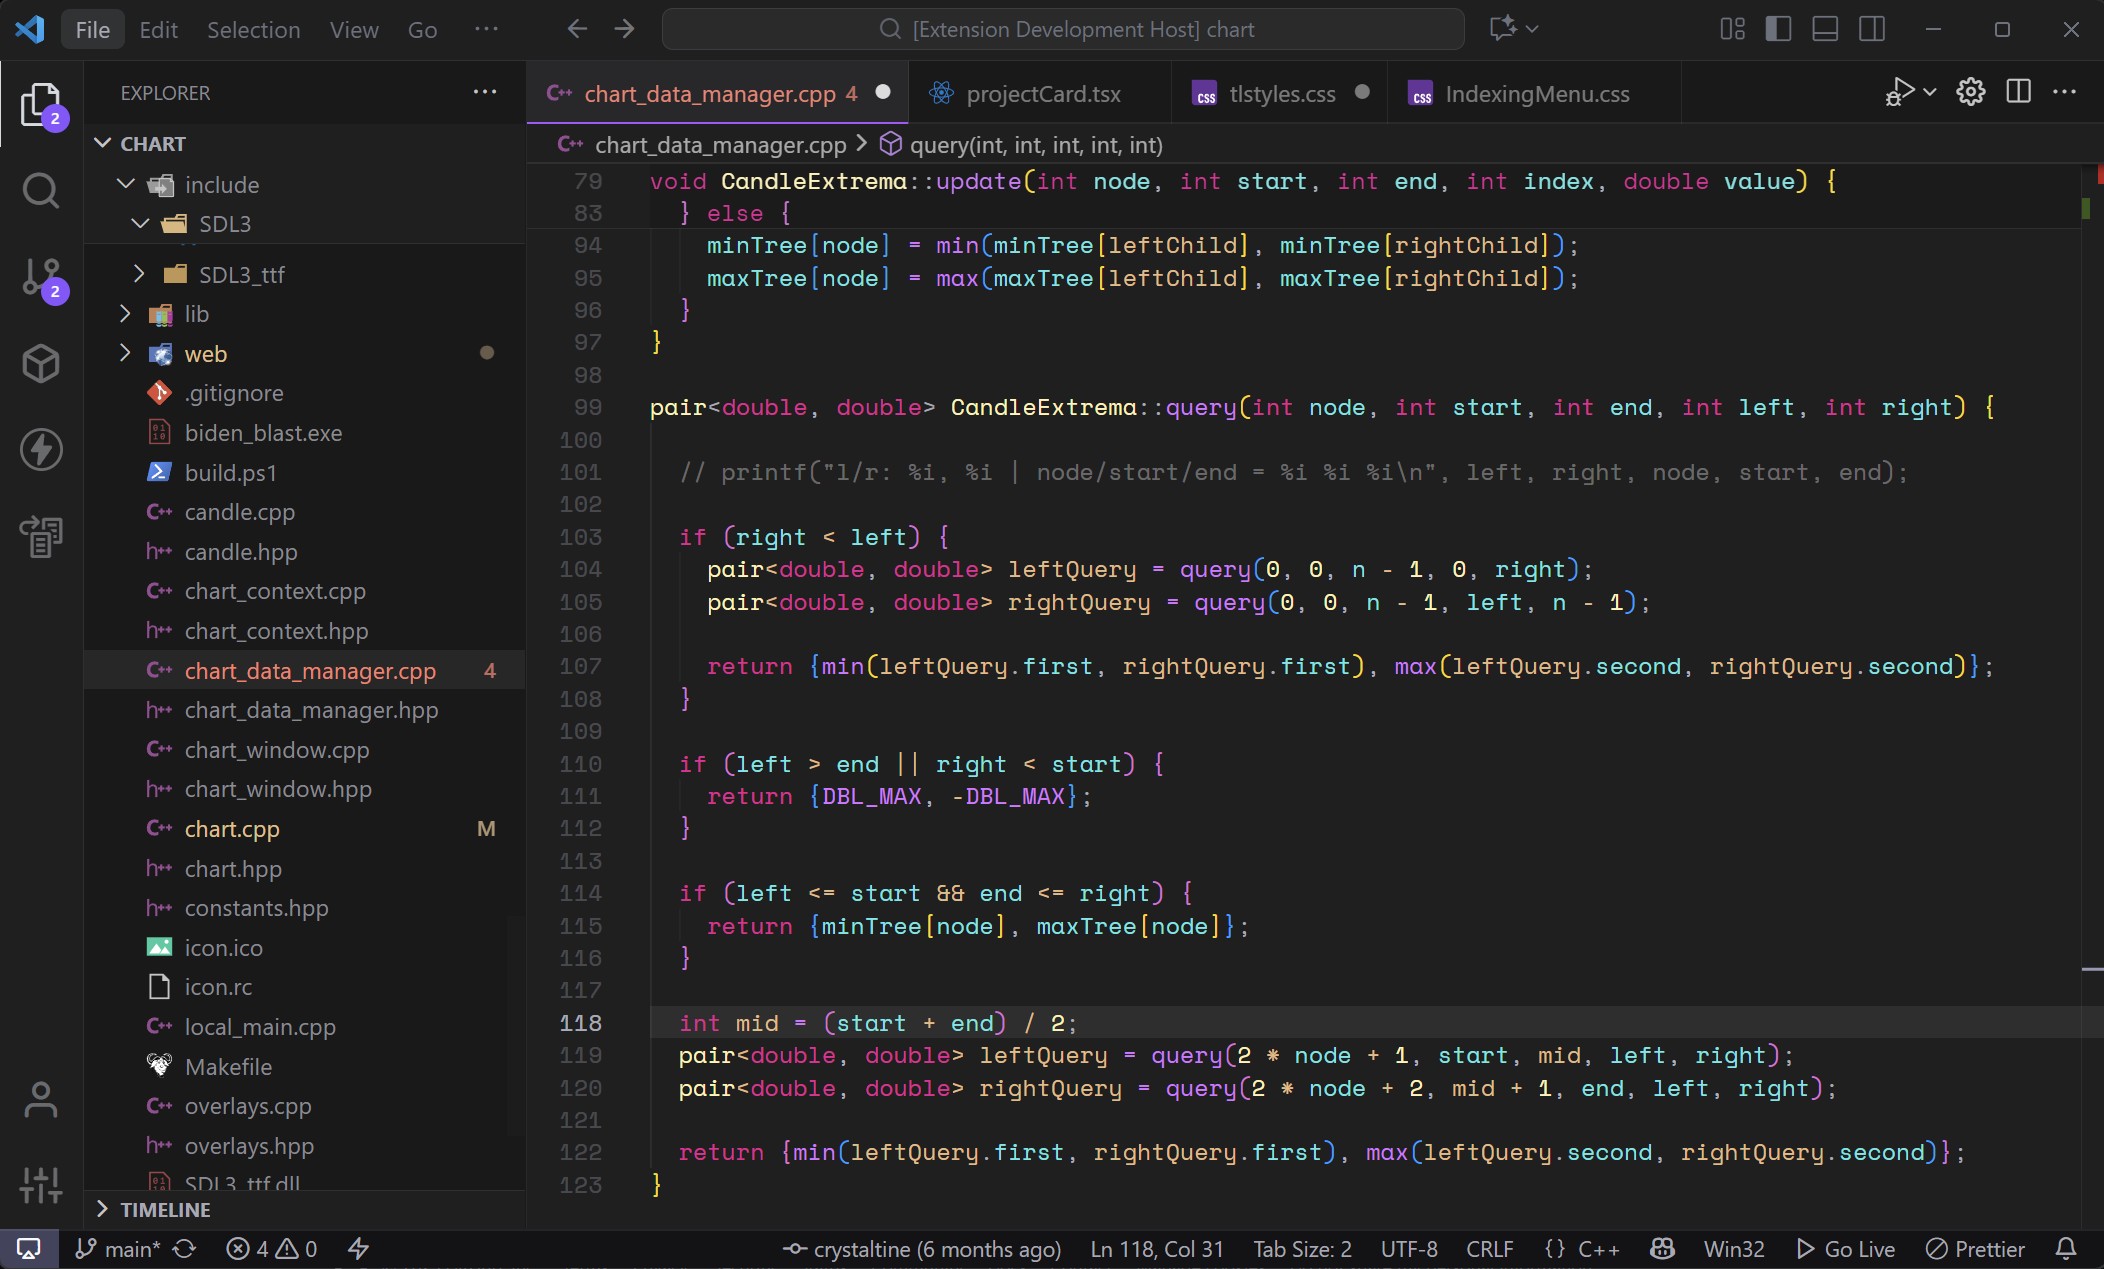 File Edit Selection View Go ··· [Extension Development Host] chart
EXPLORER
chart_data_manager.cpp 4
projectCard.tsx
tlstyles.css
IndexingMenu.css
chart_data_manager.cpp > query(int, int, int, int, int)
2
2
CHART
include
SDL3
SDL3_ttf
lib
web
.gitignore
biden_blast.exe
build.ps1
candle.cpp
candle.hpp
chart_context.cpp
chart_context.hpp
chart_data_manager.cpp 4
chart_data_manager.hpp
chart_window.cpp
chart_window.hpp
chart.cpp M
chart.hpp
constants.hpp
icon.ico
icon.rc
local_main.cpp
Makefile
overlays.cpp
overlays.hpp
SDL3_ttf.dll
TIMELINE
79 void CandleExtrema::update(int node, int start, int end, int index, double value) {
83 } else {
94 minTree[node] = min(minTree[leftChild], minTree[rightChild]);
95 maxTree[node] = max(maxTree[leftChild], maxTree[rightChild]);
96 }
97 }
98
99 pair<double, double> CandleExtrema::query(int node, int start, int end, int left, int right) {
100
101 // printf("l/r: %i, %i | node/start/end = %i %i %i\n", left, right, node, start, end);
102
103 if (right < left) {
104 pair<double, double> leftQuery = query(0, 0, n - 1, 0, right);
105 pair<double, double> rightQuery = query(0, 0, n - 1, left, n - 1);
106
107 return {min(leftQuery.first, rightQuery.first), max(leftQuery.second, rightQuery.second)};
108 }
109
110 if (left > end || right < start) {
111 return {DBL_MAX, -DBL_MAX};
112 }
113
114 if (left <= start && end <= right) {
115 return {minTree[node], maxTree[node]};
116 }
117
118 int mid = (start + end) / 2;
119 pair<double, double> leftQuery = query(2 * node + 1, start, mid, left, right);
120 pair<double, double> rightQuery = query(2 * node + 2, mid + 1, end, left, right);
121
122 return {min(leftQuery.first, rightQuery.first), max(leftQuery.second, rightQuery.second)};
123 }
main* 4 0 crystaltine (6 months ago) Ln 118, Col 31 Tab Size: 2 UTF-8 CRLF {} C++ Win32 Go Live Prettier